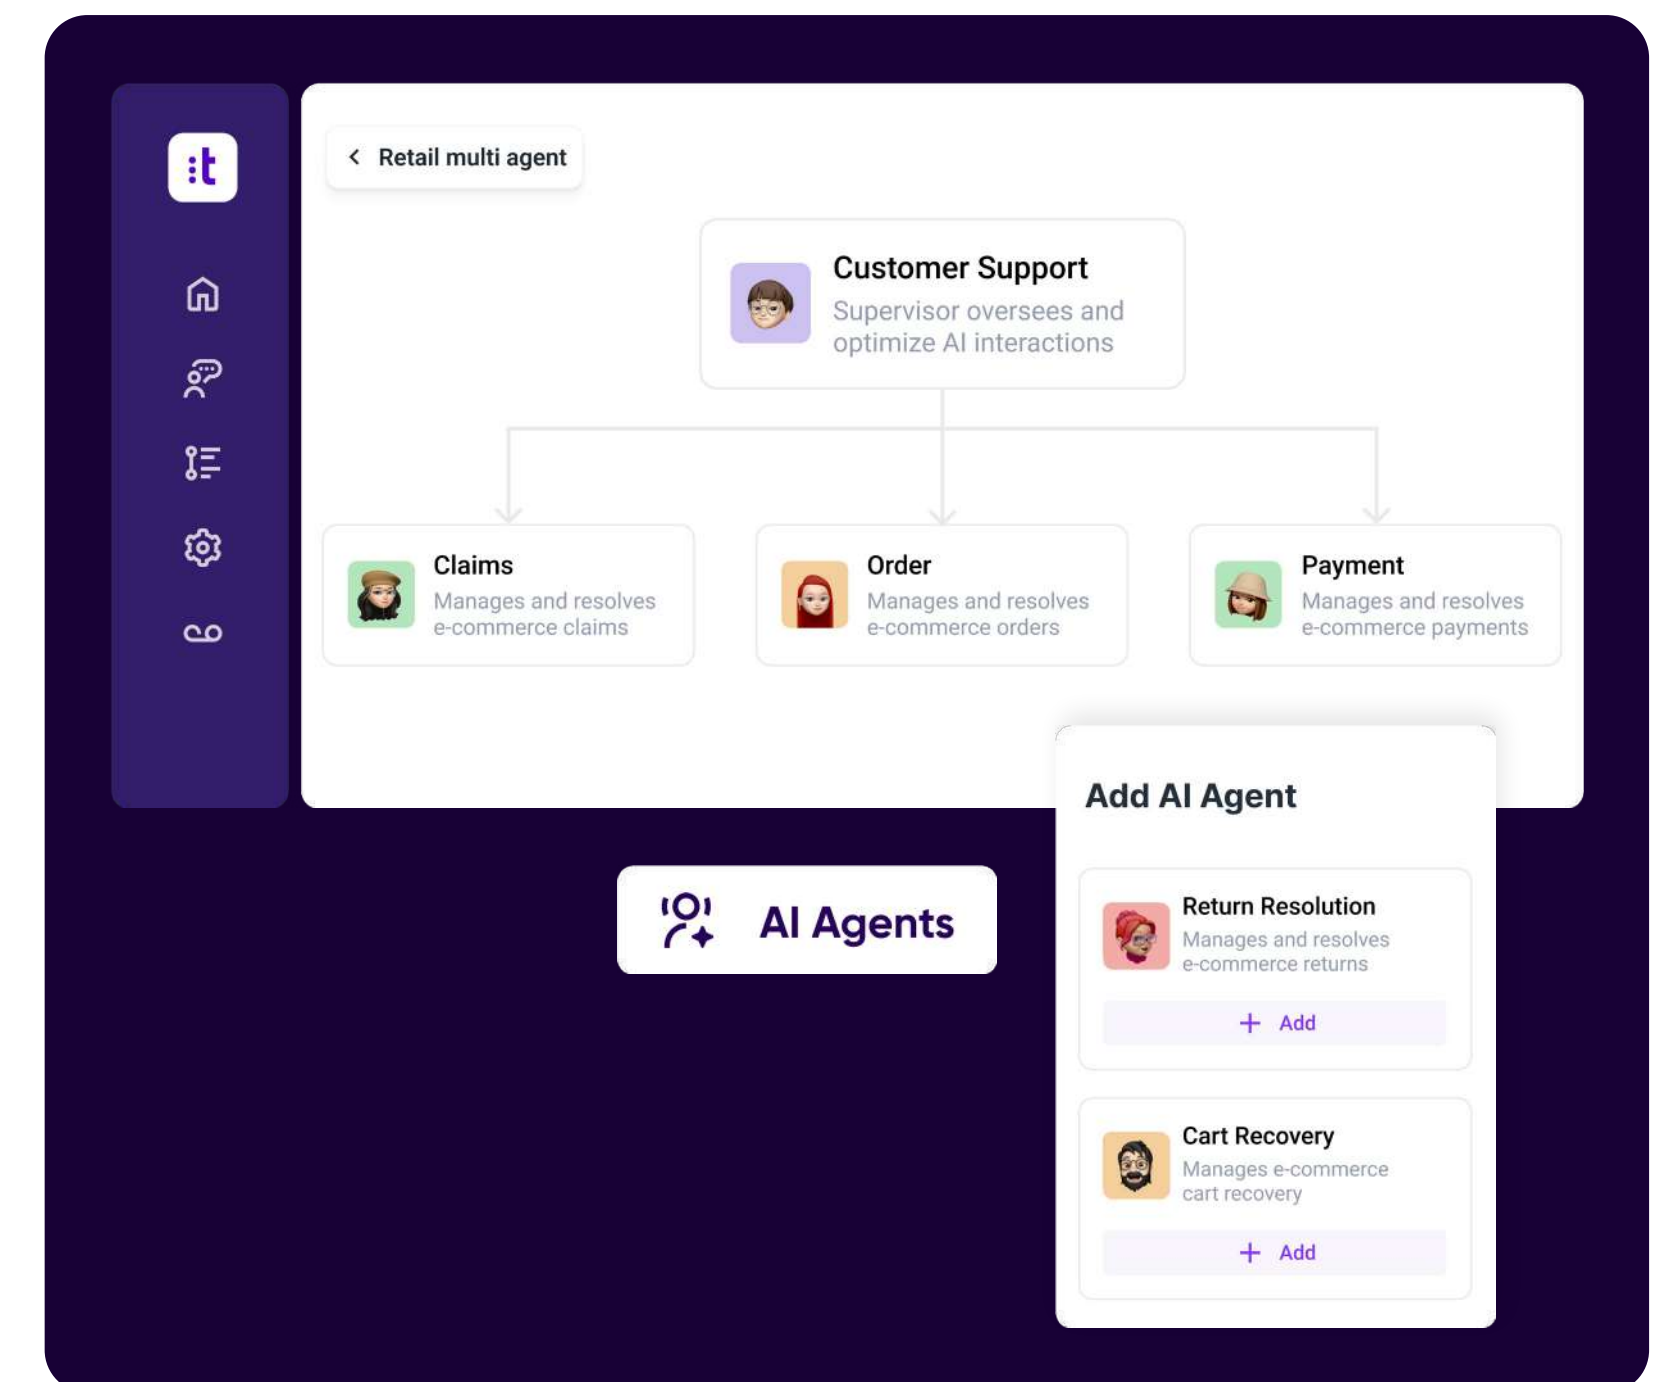 :t
Retail multi agent
Customer Support
Supervisor oversees and
optimize AI interactions
Claims
Manages and resolves
e-commerce claims
Order
Manages and resolves
e-commerce orders
Payment
Manages and resolves
e-commerce payments
Add AI Agent
Return Resolution
Manages and resolves
e-commerce returns
+ Add
Cart Recovery
Manages e-commerce
cart recovery
+ Add
AI Agents